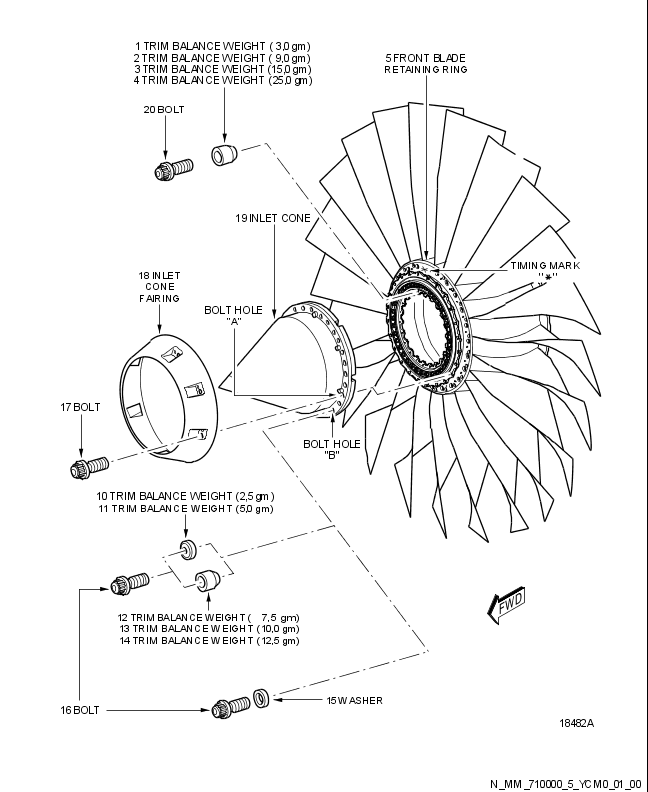 1 TRIM BALANCE WEIGHT ( 3,0 gm)
2 TRIM BALANCE WEIGHT ( 9,0 gm)
3 TRIM BALANCE WEIGHT (15,0 gm)
4 TRIM BALANCE WEIGHT (25,0 gm)
5 FRONT BLADE
RETAINING RING
20 BOLT
19 INLET CONE
TIMING MARK
"*"
18 INLET
CONE
FAIRING
BOLT HOLE
"A"
17 BOLT
BOLT HOLE
"B"
10 TRIM BALANCE WEIGHT (2,5 gm)
11 TRIM BALANCE WEIGHT (5,0 gm)
FWD
12 TRIM BALANCE WEIGHT ( 7,5 gm)
13 TRIM BALANCE WEIGHT (10,0 gm)
14 TRIM BALANCE WEIGHT (12,5 gm)
15 WASHER
16 BOLT
18482A
N_MM_710000_5_YCM0_01_00